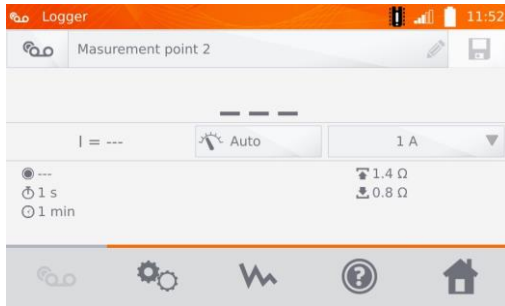 Logger 11:52
Masurement point 2
--- 
I = --- Auto 1 A
--- 1.4 Ω
1 s 0.8 Ω
1 min